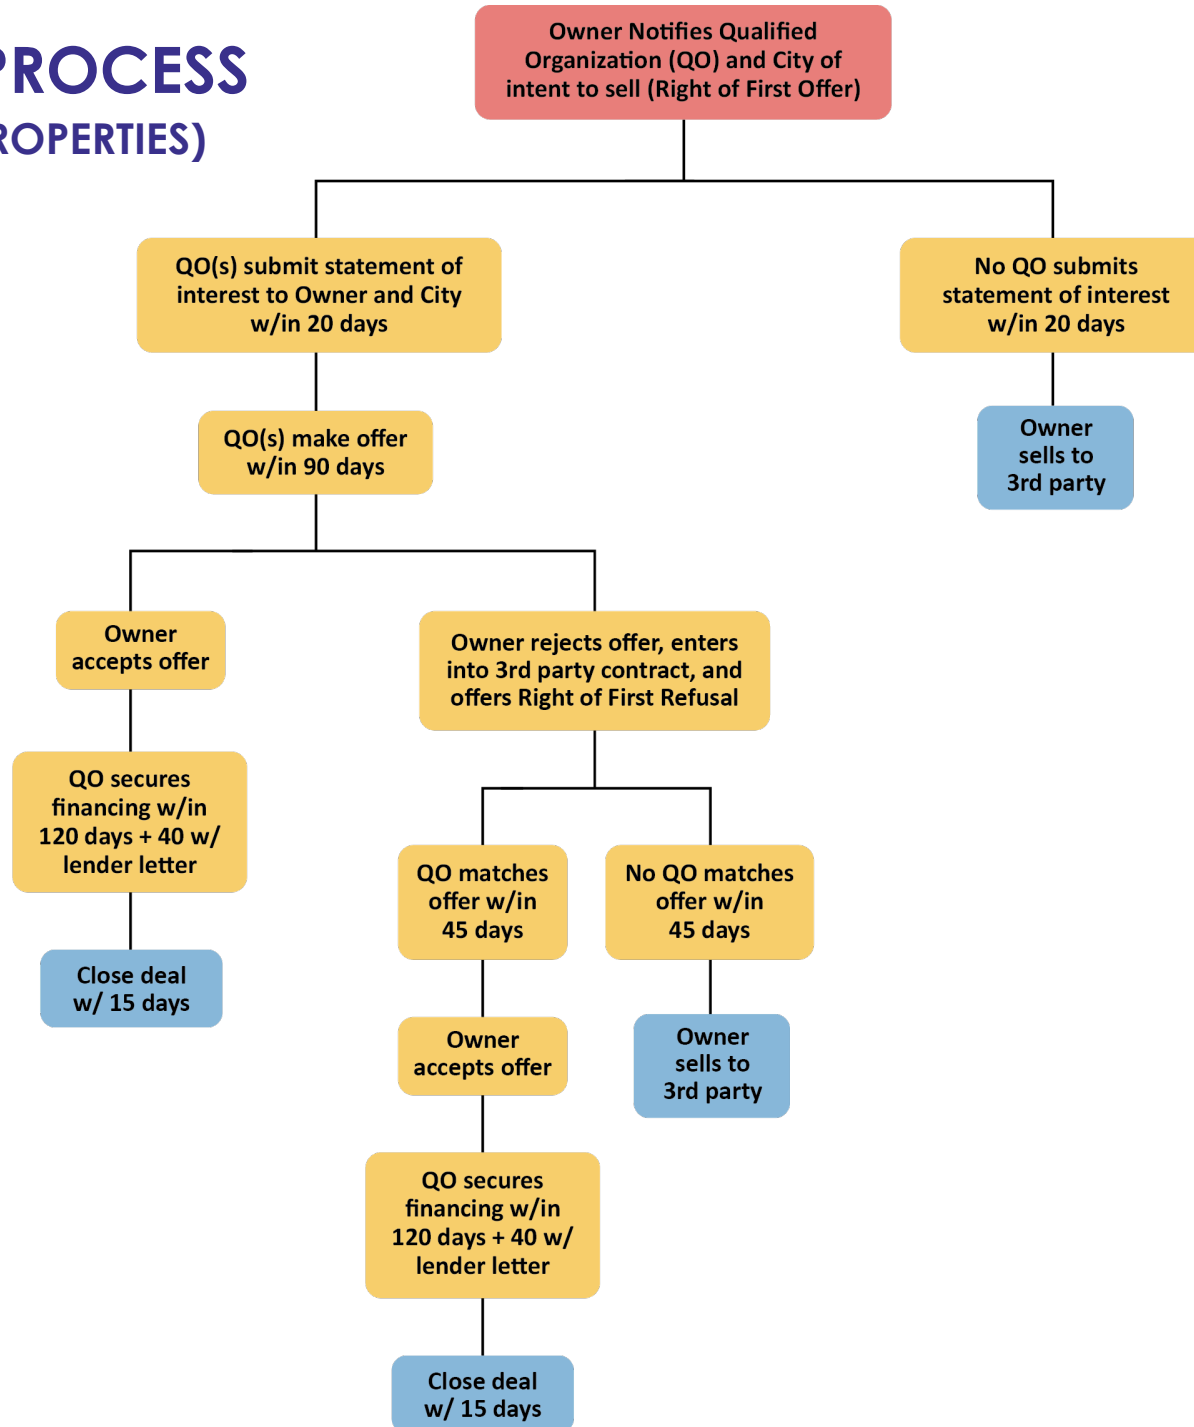 PROCESS
ROPERTIES)
Owner Notifies Qualified
Organization (QO) and City of
intent to sell (Right of First Offer)
QO(s) submit statement of
interest to Owner and City
w/in 20 days
No QO submits
statement of interest
w/in 20 days
QO(s) make offer
w/in 90 days
Owner
sells to
3rd party
Owner
accepts offer
Owner rejects offer, enters
into 3rd party contract, and
offers Right of First Refusal
QO secures
financing w/in
120 days + 40 w/
lender letter
QO matches
offer w/in
45 days
No QO matches
offer w/in
45 days
Close deal
w/ 15 days
Owner
accepts offer
Owner
sells to
3rd party
QO secures
financing w/in
120 days + 40 w/
lender letter
Close deal
w/ 15 days